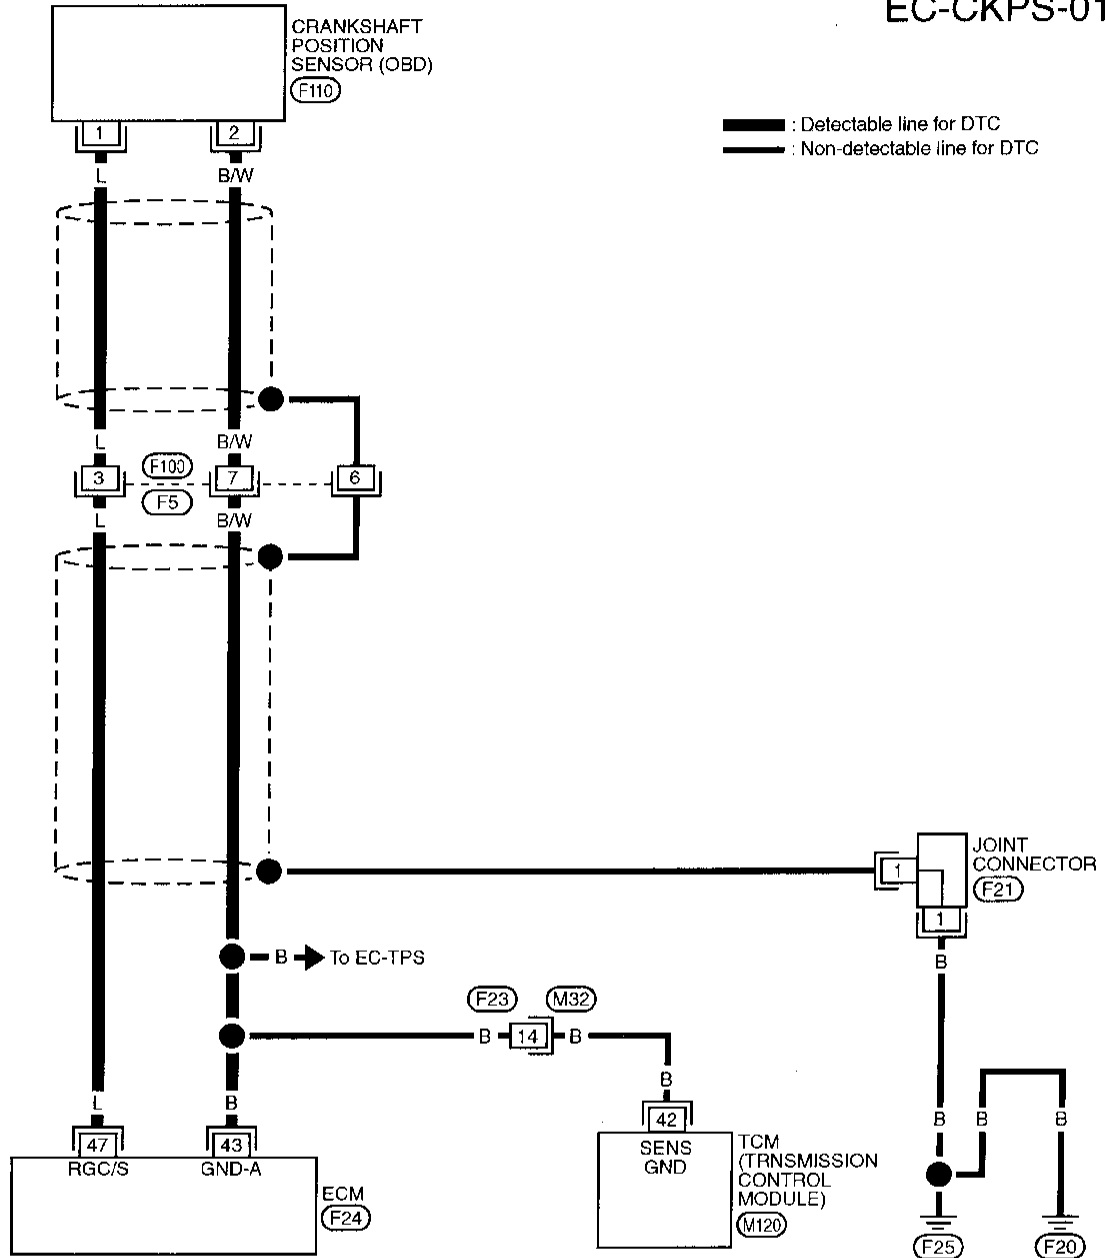 EC-CKPS-01
CRANKSHAFT
POSITION
SENSOR (OBD)
F110
1
2
: Detectable line for DTC
: Non-detectable line for DTC
L
B/W
L
B/W
3
F100
F5
7
6
L
B/W
1
JOINT
CONNECTOR
F21
1
B
B
To EC-TPS
F23
M32
B
14
B
B
L
B
B
B
B
47
43
42
RGC/S
GND-A
SENS
GND
TCM
(TRNSMISSION
CONTROL
MODULE)
M120
ECM
F24
F25
F20